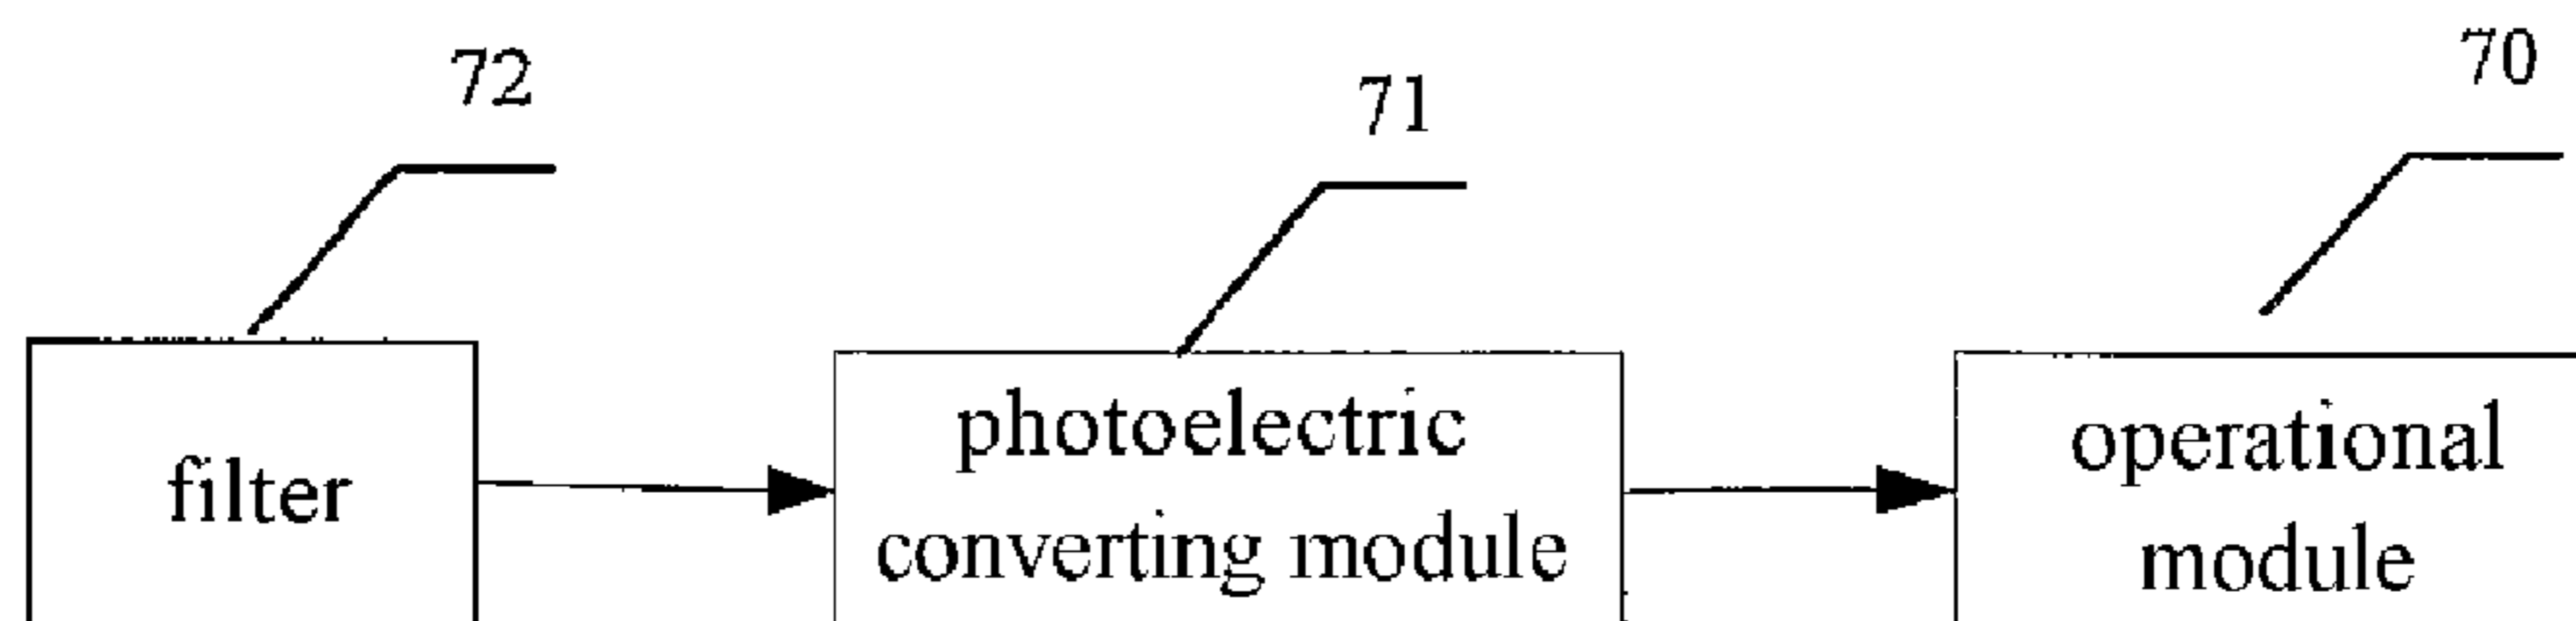 72
71
70
filter
photoelectric
converting module
operational
module